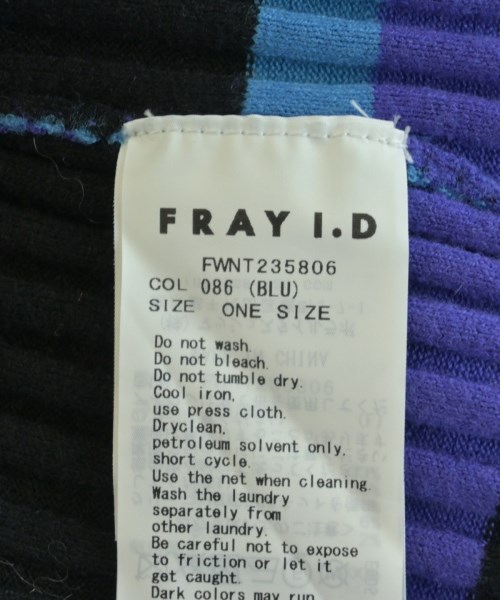 FRAY I.D
FWNT235806
COL 086 (BLU)
SIZE ONE SIZE
Do not wash.
Do not bleach.
Do not tumble dry.
Cool iron,
use press cloth.
Dryclean,
petroleum solvent only.
short cycle.
Use the net when cleaning.
Wash the laundry
separately from
other laundry.
Be careful not to expose
to friction or let it
get caught.
Dark colors may run